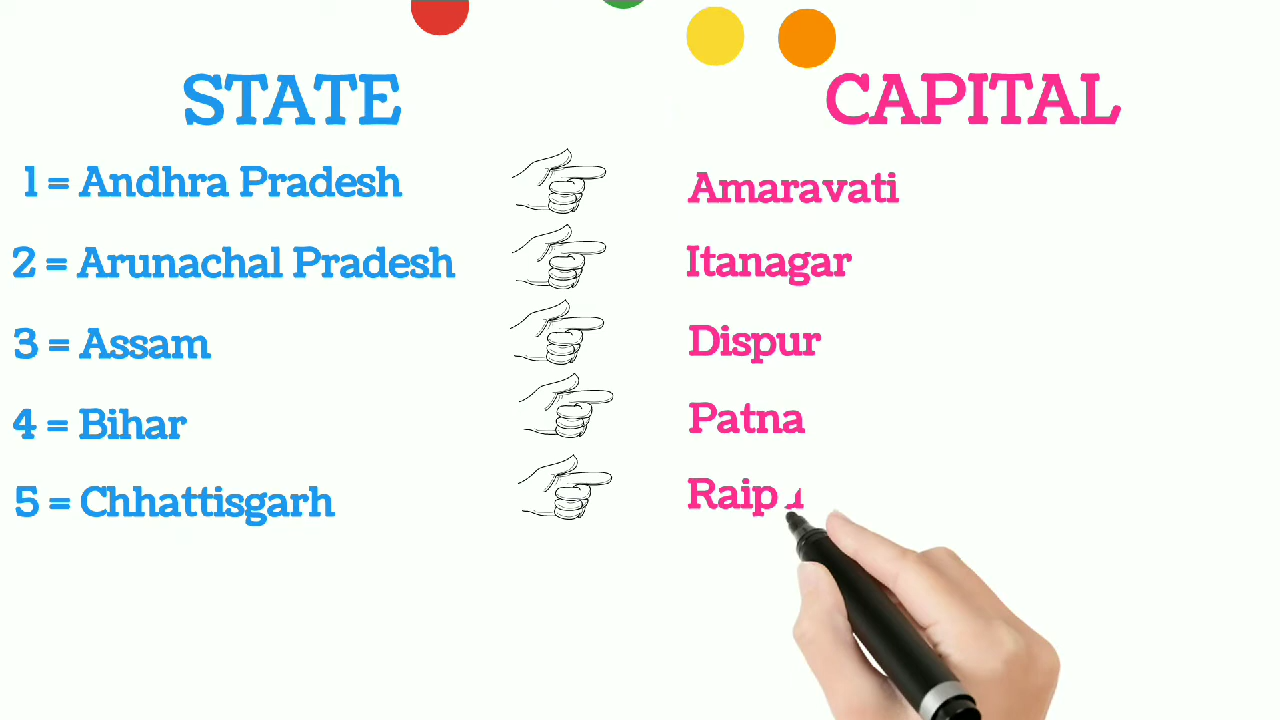 STATE CAPITAL
1 = Andhra Pradesh Amaravati
2 = Arunachal Pradesh Itanagar
3 = Assam Dispur
4 = Bihar Patna
5 = Chhattisgarh